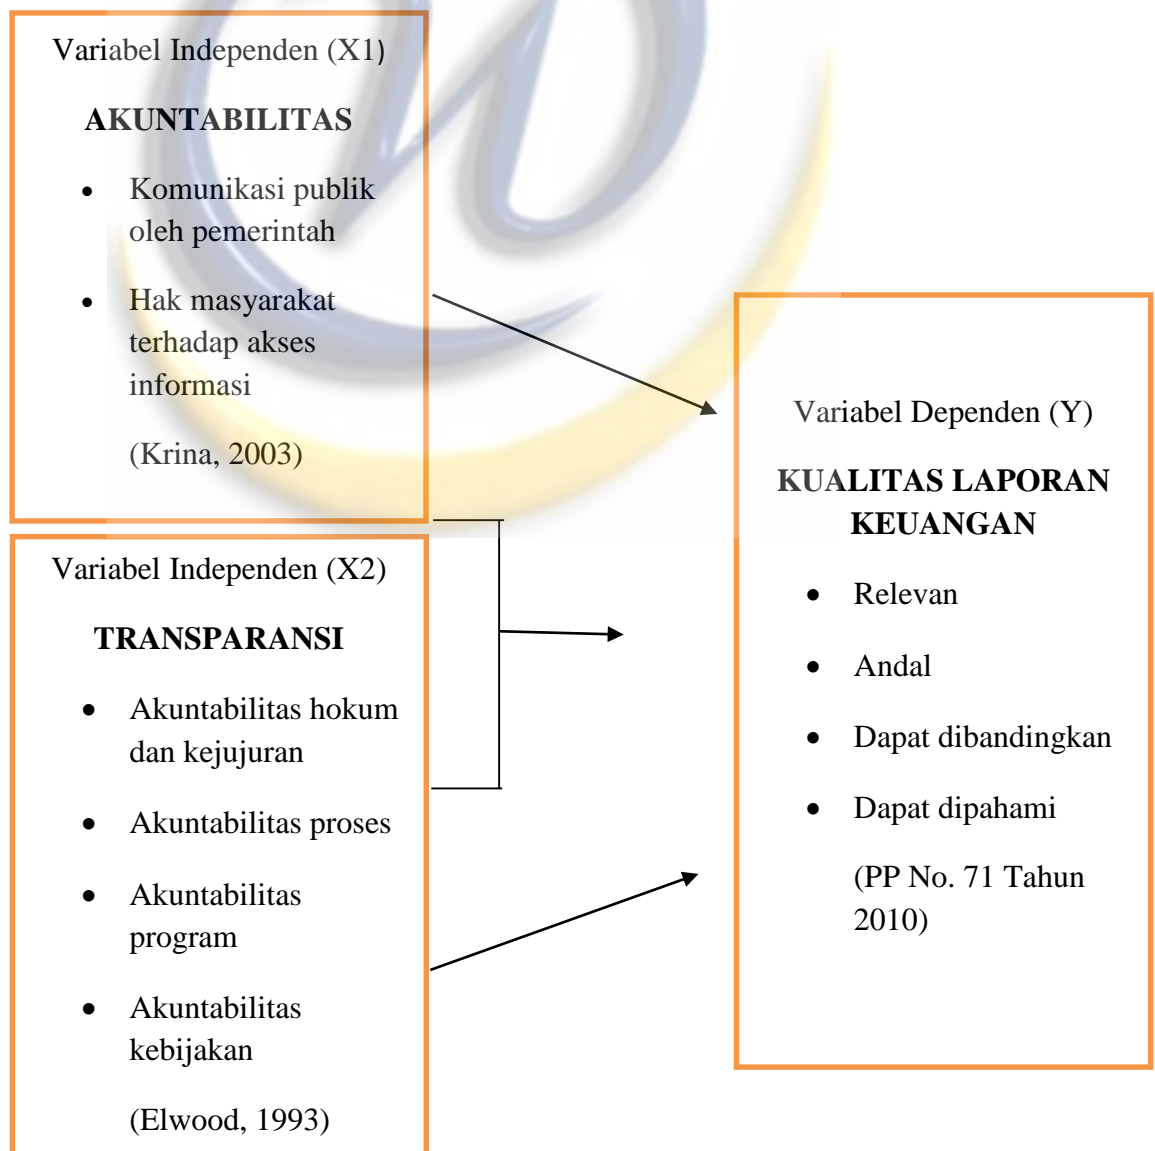 Variabel Independen (X1)
AKUNTABILITAS
• Komunikasi publik
oleh pemerintah
• Hak masyarakat
terhadap akses
informasi
(Krina, 2003)
Variabel Independen (X2)
TRANSPARANSI
• Akuntabilitas hokum
dan kejujuran
• Akuntabilitas proses
• Akuntabilitas
program
• Akuntabilitas
kebijakan
(Elwood, 1993)
Variabel Dependen (Y)
KUALITAS LAPORAN
KEUANGAN
• Relevan
• Andal
• Dapat dibandingkan
• Dapat dipahami
(PP No. 71 Tahun
2010)